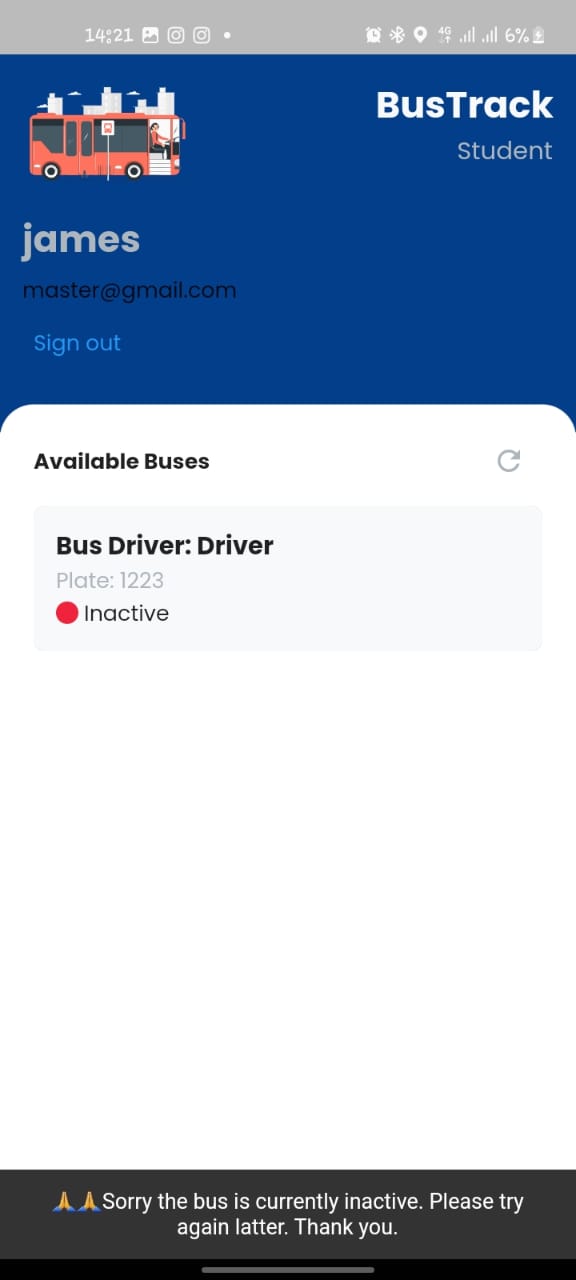 14:21
4G 6%
BusTrack
Student
james
master@gmail.com
Sign out
Available Buses
Bus Driver: Driver
Plate: 1223
Inactive
🙏🙏Sorry the bus is currently inactive. Please try
again latter. Thank you.